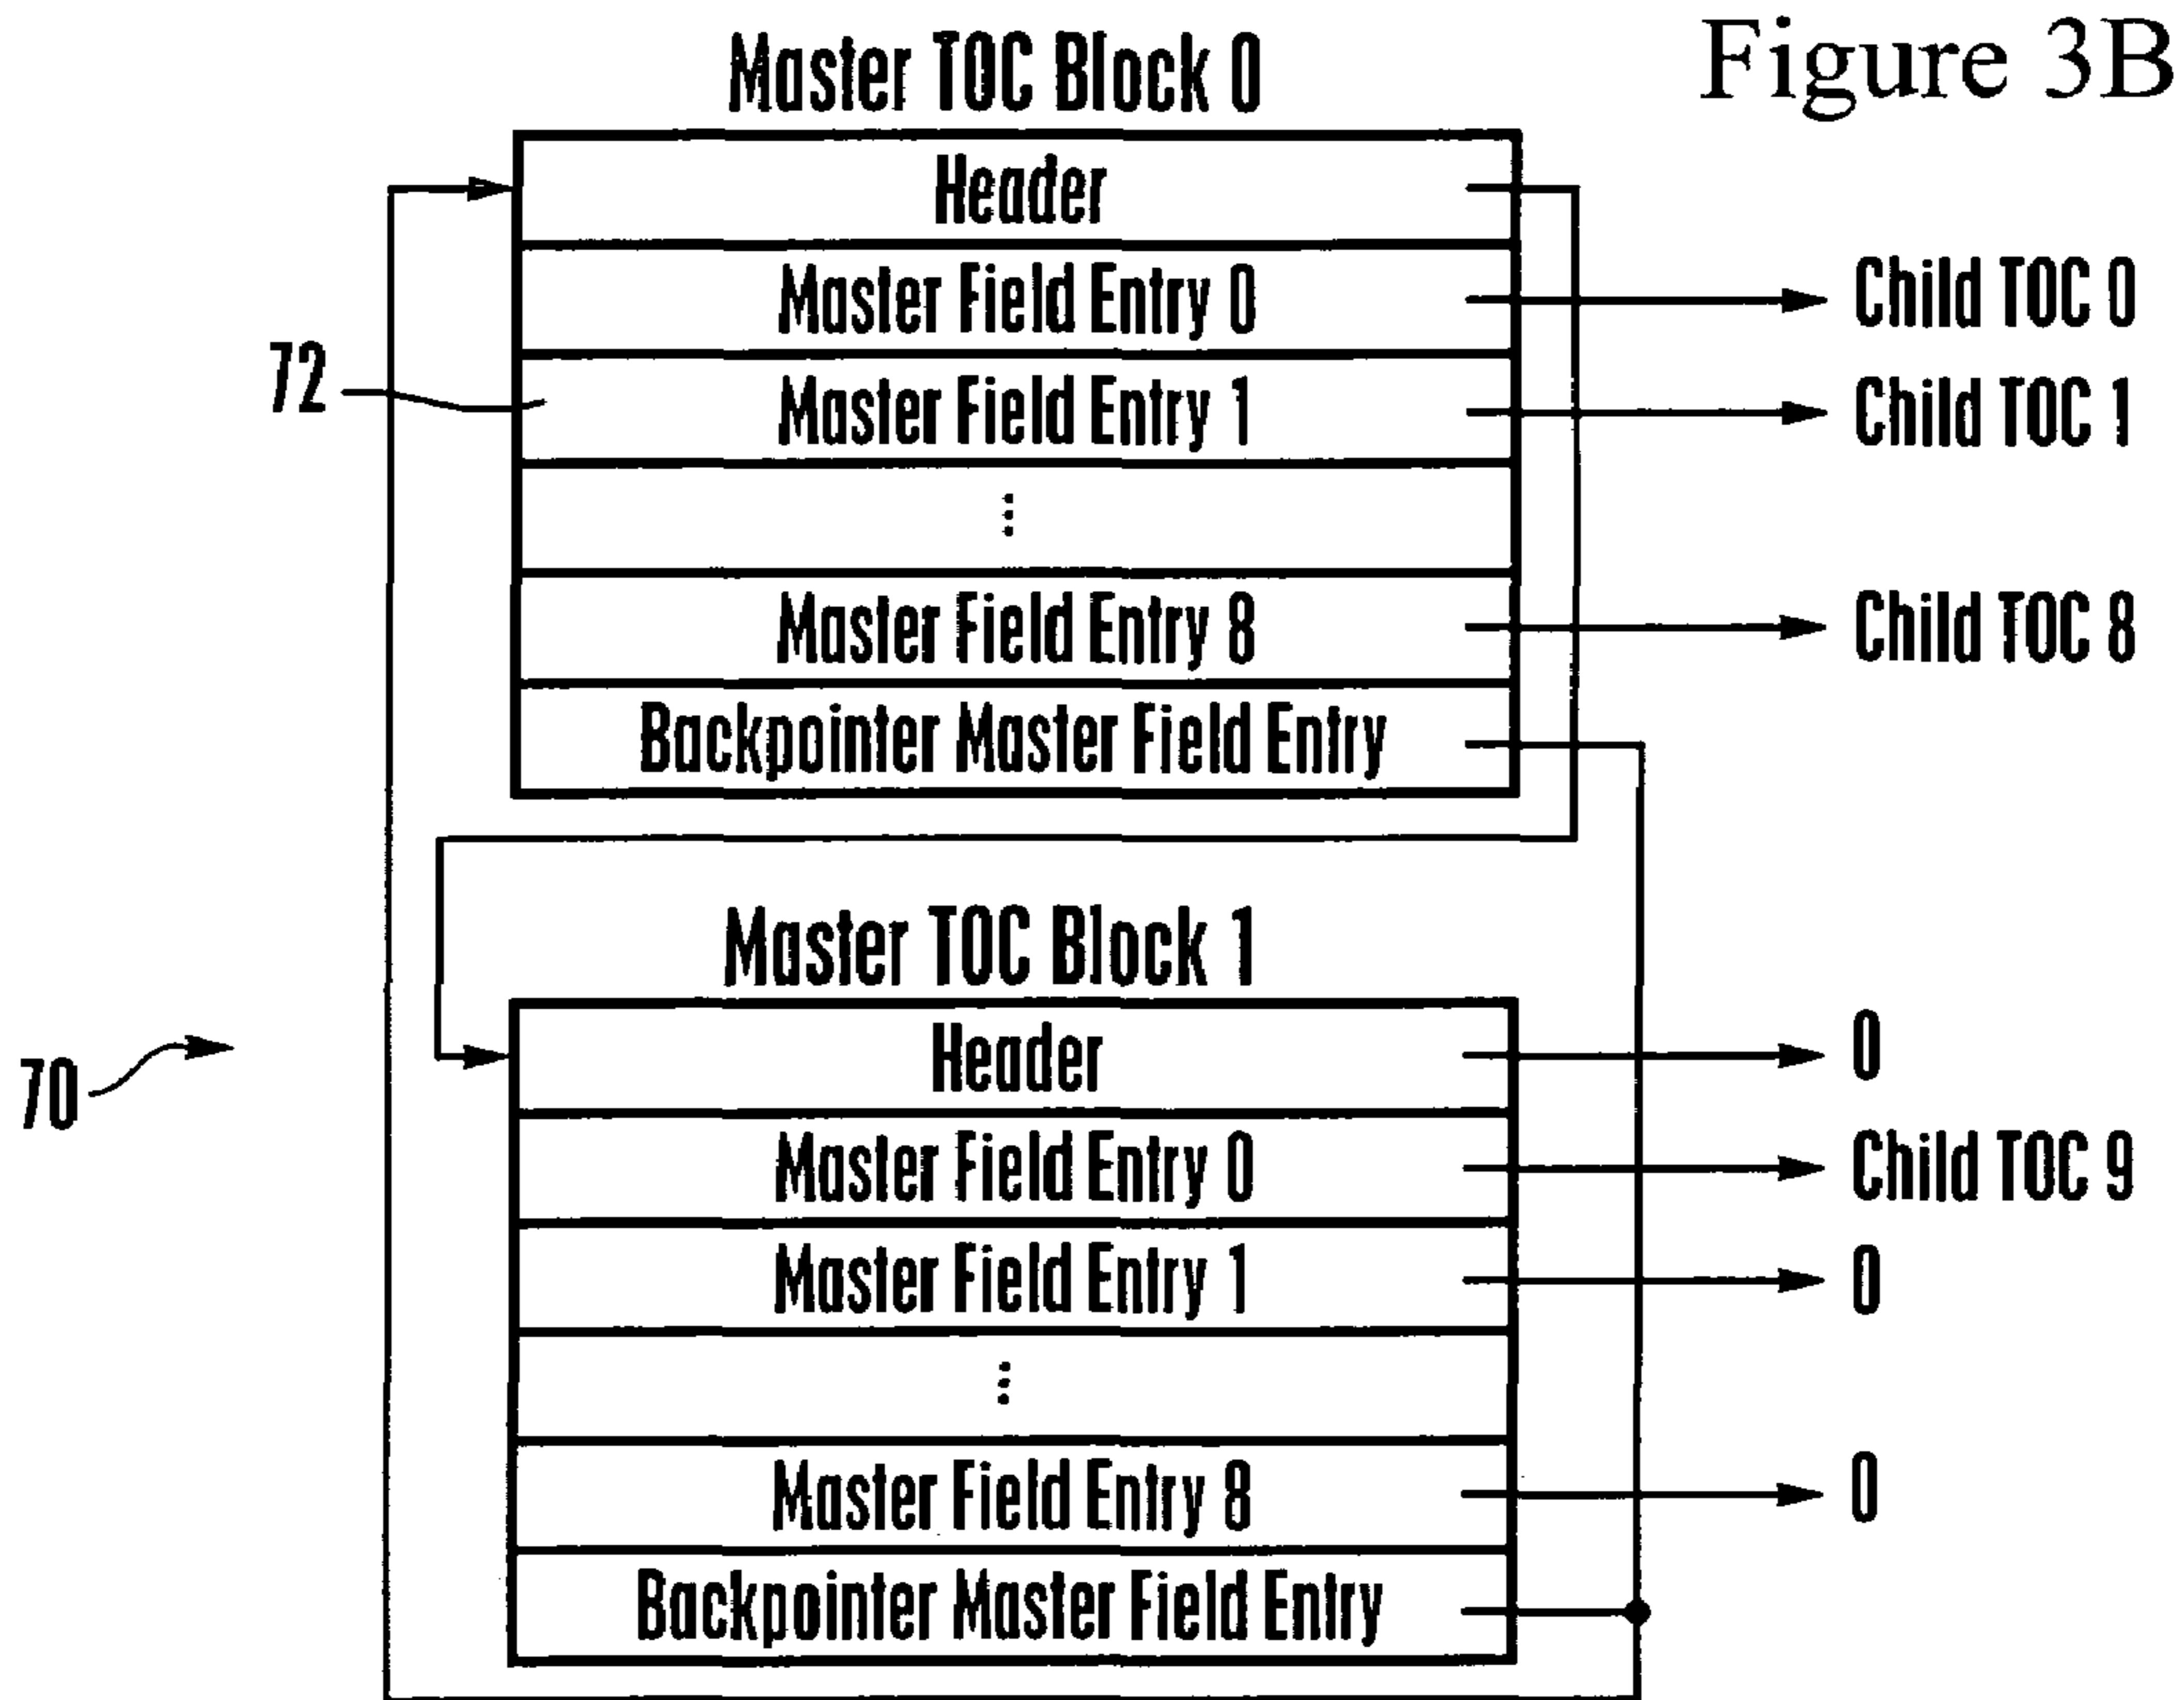 Figure 3B
Master TOC Block 0
Header
Master Field Entry 0
Child TOC 0
72
Master Field Entry 1
Child TOC 1
⋮
Master Field Entry 8
Child TOC 8
Backpointer Master Field Entry
Master TOC Block 1
70
Header
0
Master Field Entry 0
Child TOC 9
Master Field Entry 1
0
⋮
Master Field Entry 8
0
Backpointer Master Field Entry